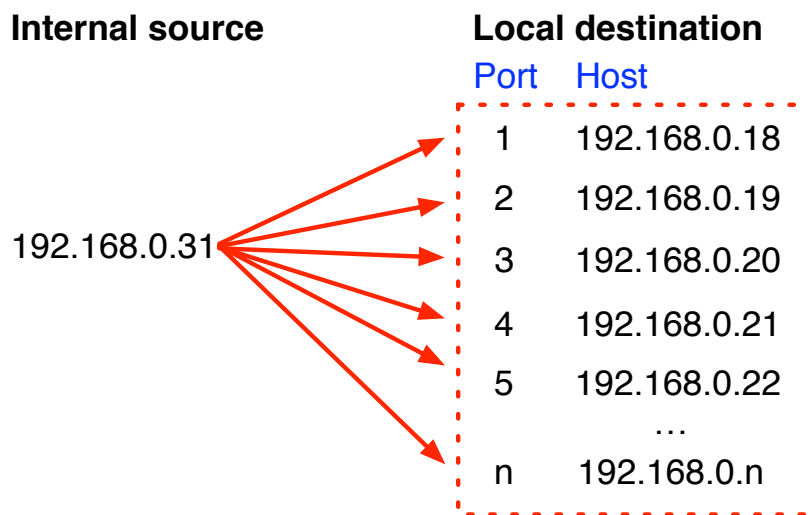 Internal source Local destination
Port Host
1 192.168.0.18
2 192.168.0.19
192.168.0.31 3 192.168.0.20
4 192.168.0.21
5 192.168.0.22
…
n 192.168.0.n